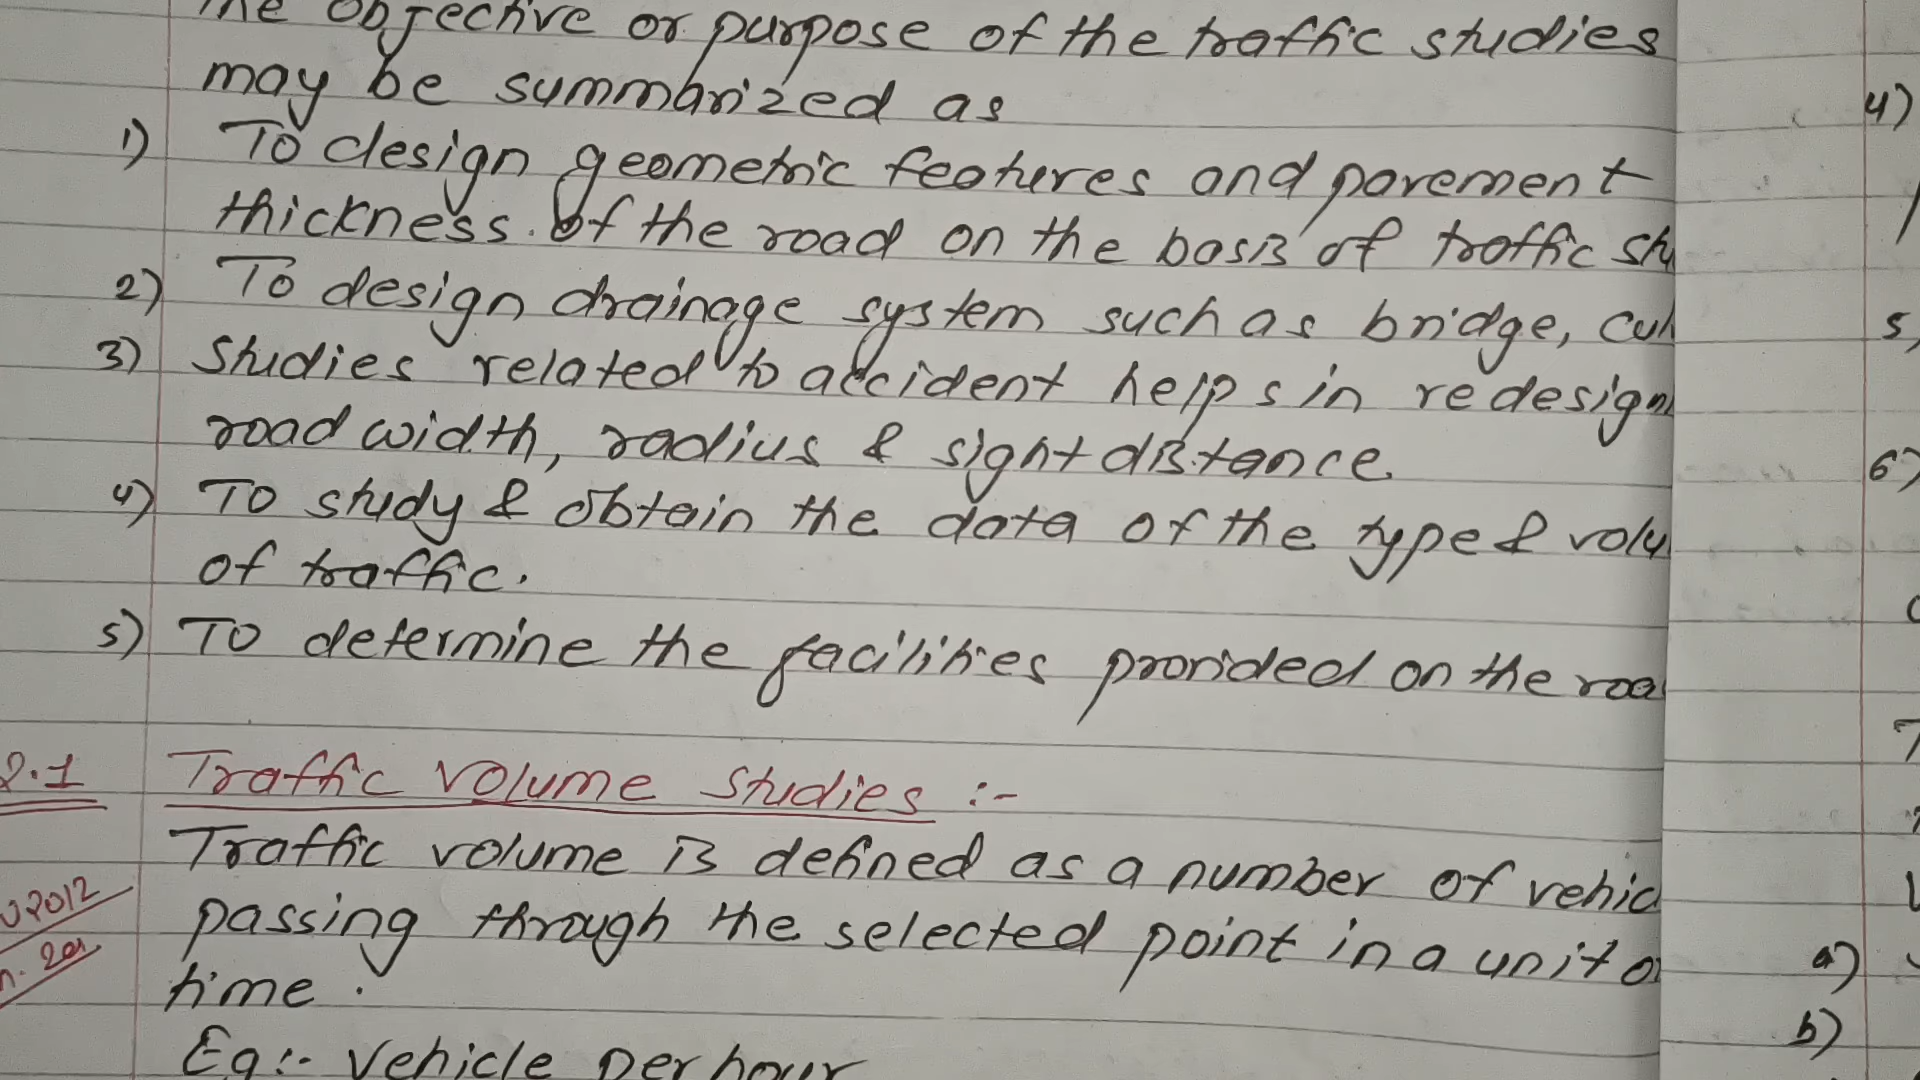 The objective or purpose of the traffic studies
may be summarized as
1) To design geometric features and pavement
thickness. of the road on the basis of traffic
2) To design drainage system such as bridge,
3) Studies related to accident helps in redesign
road width, radius & sight distance.
4) To study & obtain the data of the type &
of traffic.
5) To determine the facilities provided on the
2.1 Traffic volume studies :-
Traffic volume is defined as a number of
passing through the selected point in a unit
time.
Eg:- Vehicle per hour
2012
4)
5,
6)
a)
b)